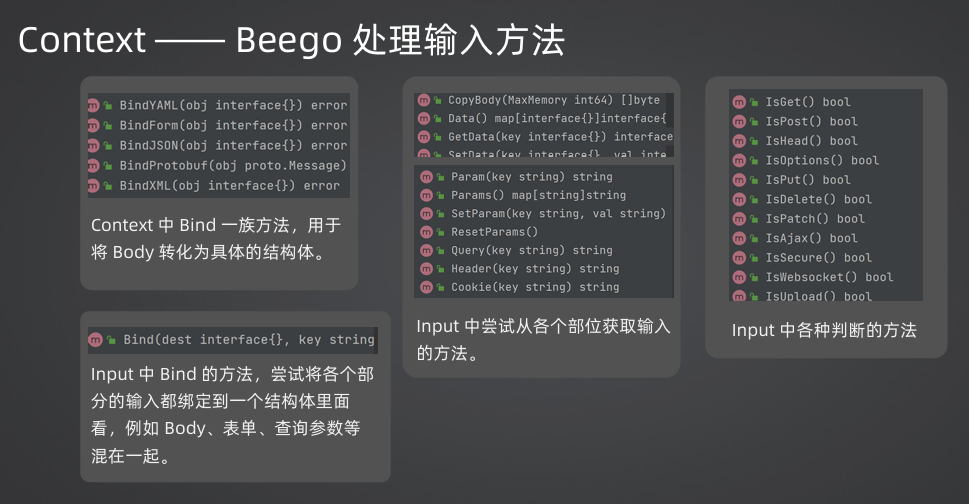 Context —— Beego 处理输入方法
BindYAML(obj interface{}) error
BindForm(obj interface{}) error
BindJSON(obj interface{}) error
BindProtobuf(obj proto.Message)
BindXML(obj interface{}) error
Context 中 Bind 一族方法，用于
将 Body 转化为具体的结构体。
Bind(dest interface{}, key string
Input 中 Bind 的方法，尝试将各个部
分的输入都绑定到一个结构体里面
看，例如 Body、表单、查询参数等
混在一起。
CopyBody(MaxMemory int64) []byte
Data() map[interface{}]interface{
GetData(key interface{}) interface
SetData(key interface{}, val inte
Param(key string) string
Params() map[string]string
SetParam(key string, val string)
ResetParams()
Query(key string) string
Header(key string) string
Cookie(key string) string
Input 中尝试从各个部位获取输入
的方法。
IsGet() bool
IsPost() bool
IsHead() bool
IsOptions() bool
IsPut() bool
IsDelete() bool
IsPatch() bool
IsAjax() bool
IsSecure() bool
IsWebsocket() bool
IsUpload() bool
Input 中各种判断的方法